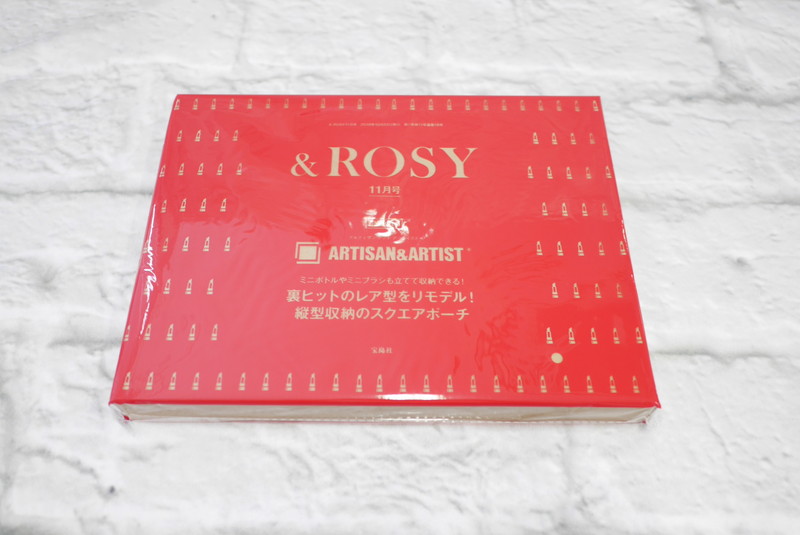 & ROSY
11月号
ARTISAN&ARTIST
ミニボトルやミニブラシも立てて収納できる!
裏ヒットのレア型をリモデル!
縦型収納のスクエアポーチ
宝島社